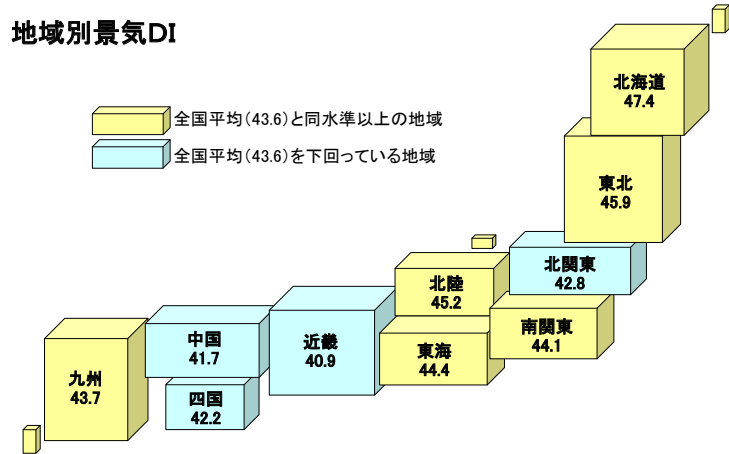 地域別景気DI
全国平均(43.6)と同水準以上の地域
全国平均(43.6)を下回っている地域
北海道
47.4
東北
45.9
北関東
42.8
北陸
45.2
南関東
44.1
東海
44.4
近畿
40.9
中国
41.7
四国
42.2
九州
43.7